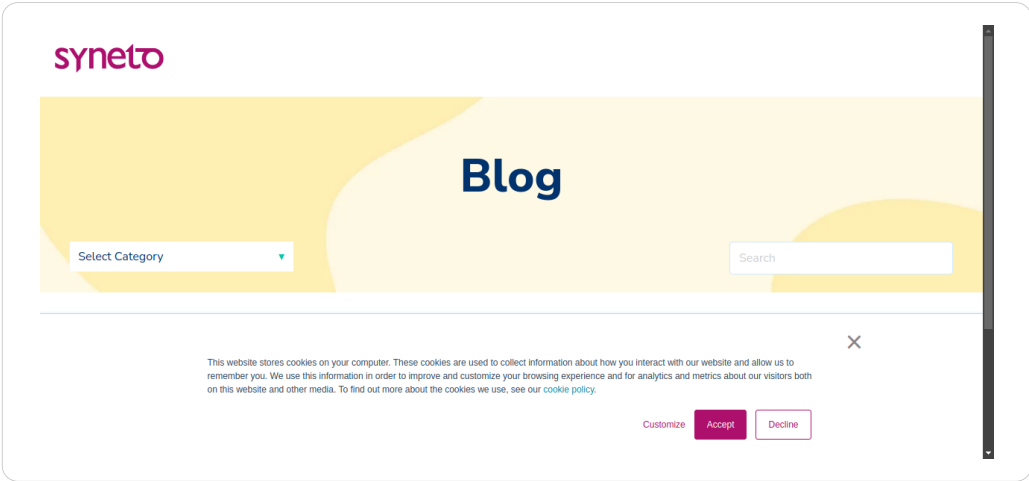 syneto
Blog
Select Category
Search
This website stores cookies on your computer. These cookies are used to collect information about how you interact with our website and allow us to
remember you. We use this information in order to improve and customize your browsing experience and for analytics and metrics about our visitors both
on this website and other media. To find out more about the cookies we use, see our cookie policy.
Customize Accept Decline